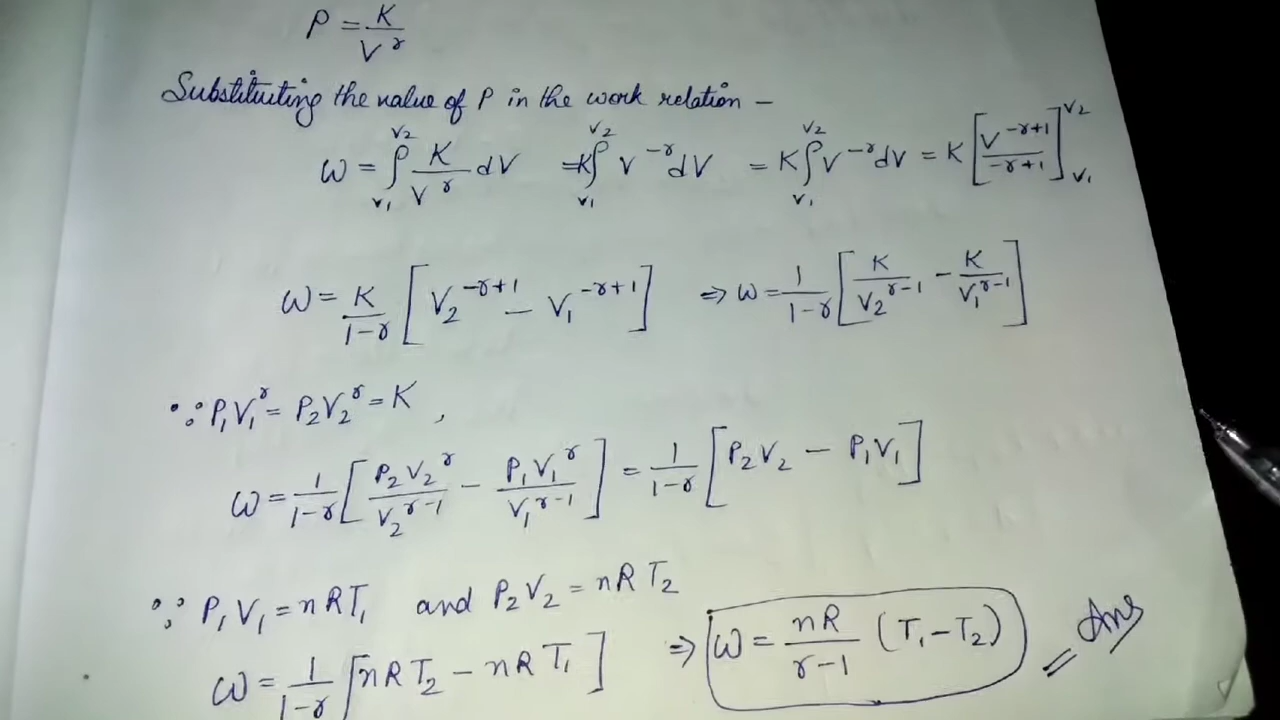 P = K/V^γ
Substituting the value of P in the work relation –
W = ∫_{V1}^{V2} K/V^γ dV = K∫_{V1}^{V2} V^{-γ} dV = K∫_{V1}^{V2} V^{-γ} dV = K [V^{-γ+1}/-γ+1]_{V1}^{V2}
W = K/1-γ [V2^{-γ+1} – V1^{-γ+1}] ⇒ W = 1/1-γ [K/V2^{γ-1} – K/V1^{γ-1}]
∵ P1V1^γ = P2V2^γ = K ,
W = 1/1-γ [P2V2^γ/V2^{γ-1} – P1V1^γ/V1^{γ-1}] = 1/1-γ [P2V2 – P1V1]
∵ P1V1 = nRT1 and P2V2 = nRT2
W = 1/1-γ [nRT2 – nRT1] ⇒ W = nR/γ-1 (T1 – T2) Ans